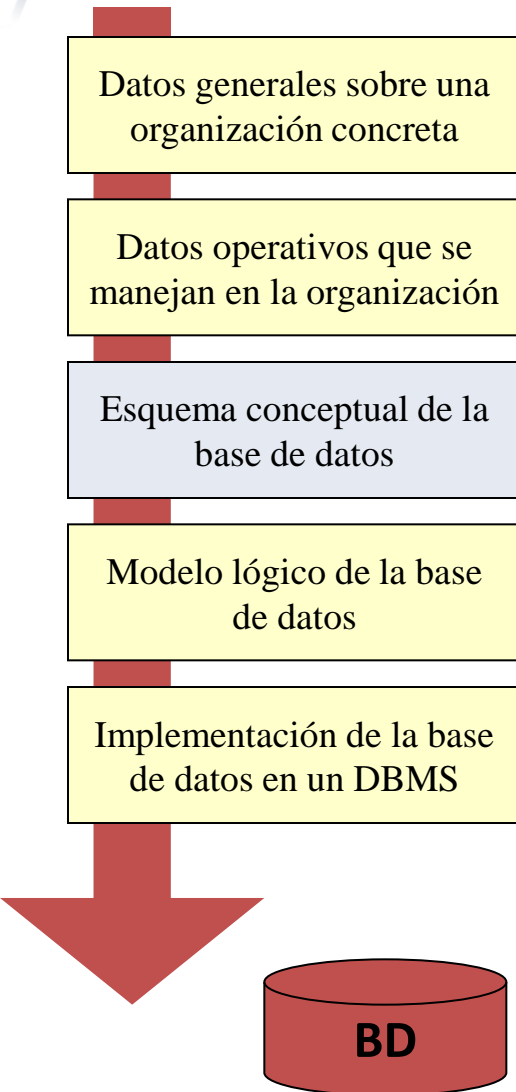 Datos generales sobre una
organización concreta
Datos operativos que se
manejan en la organización
Esquema conceptual de la
base de datos
Modelo lógico de la base
de datos
Implementación de la base
de datos en un DBMS
BD